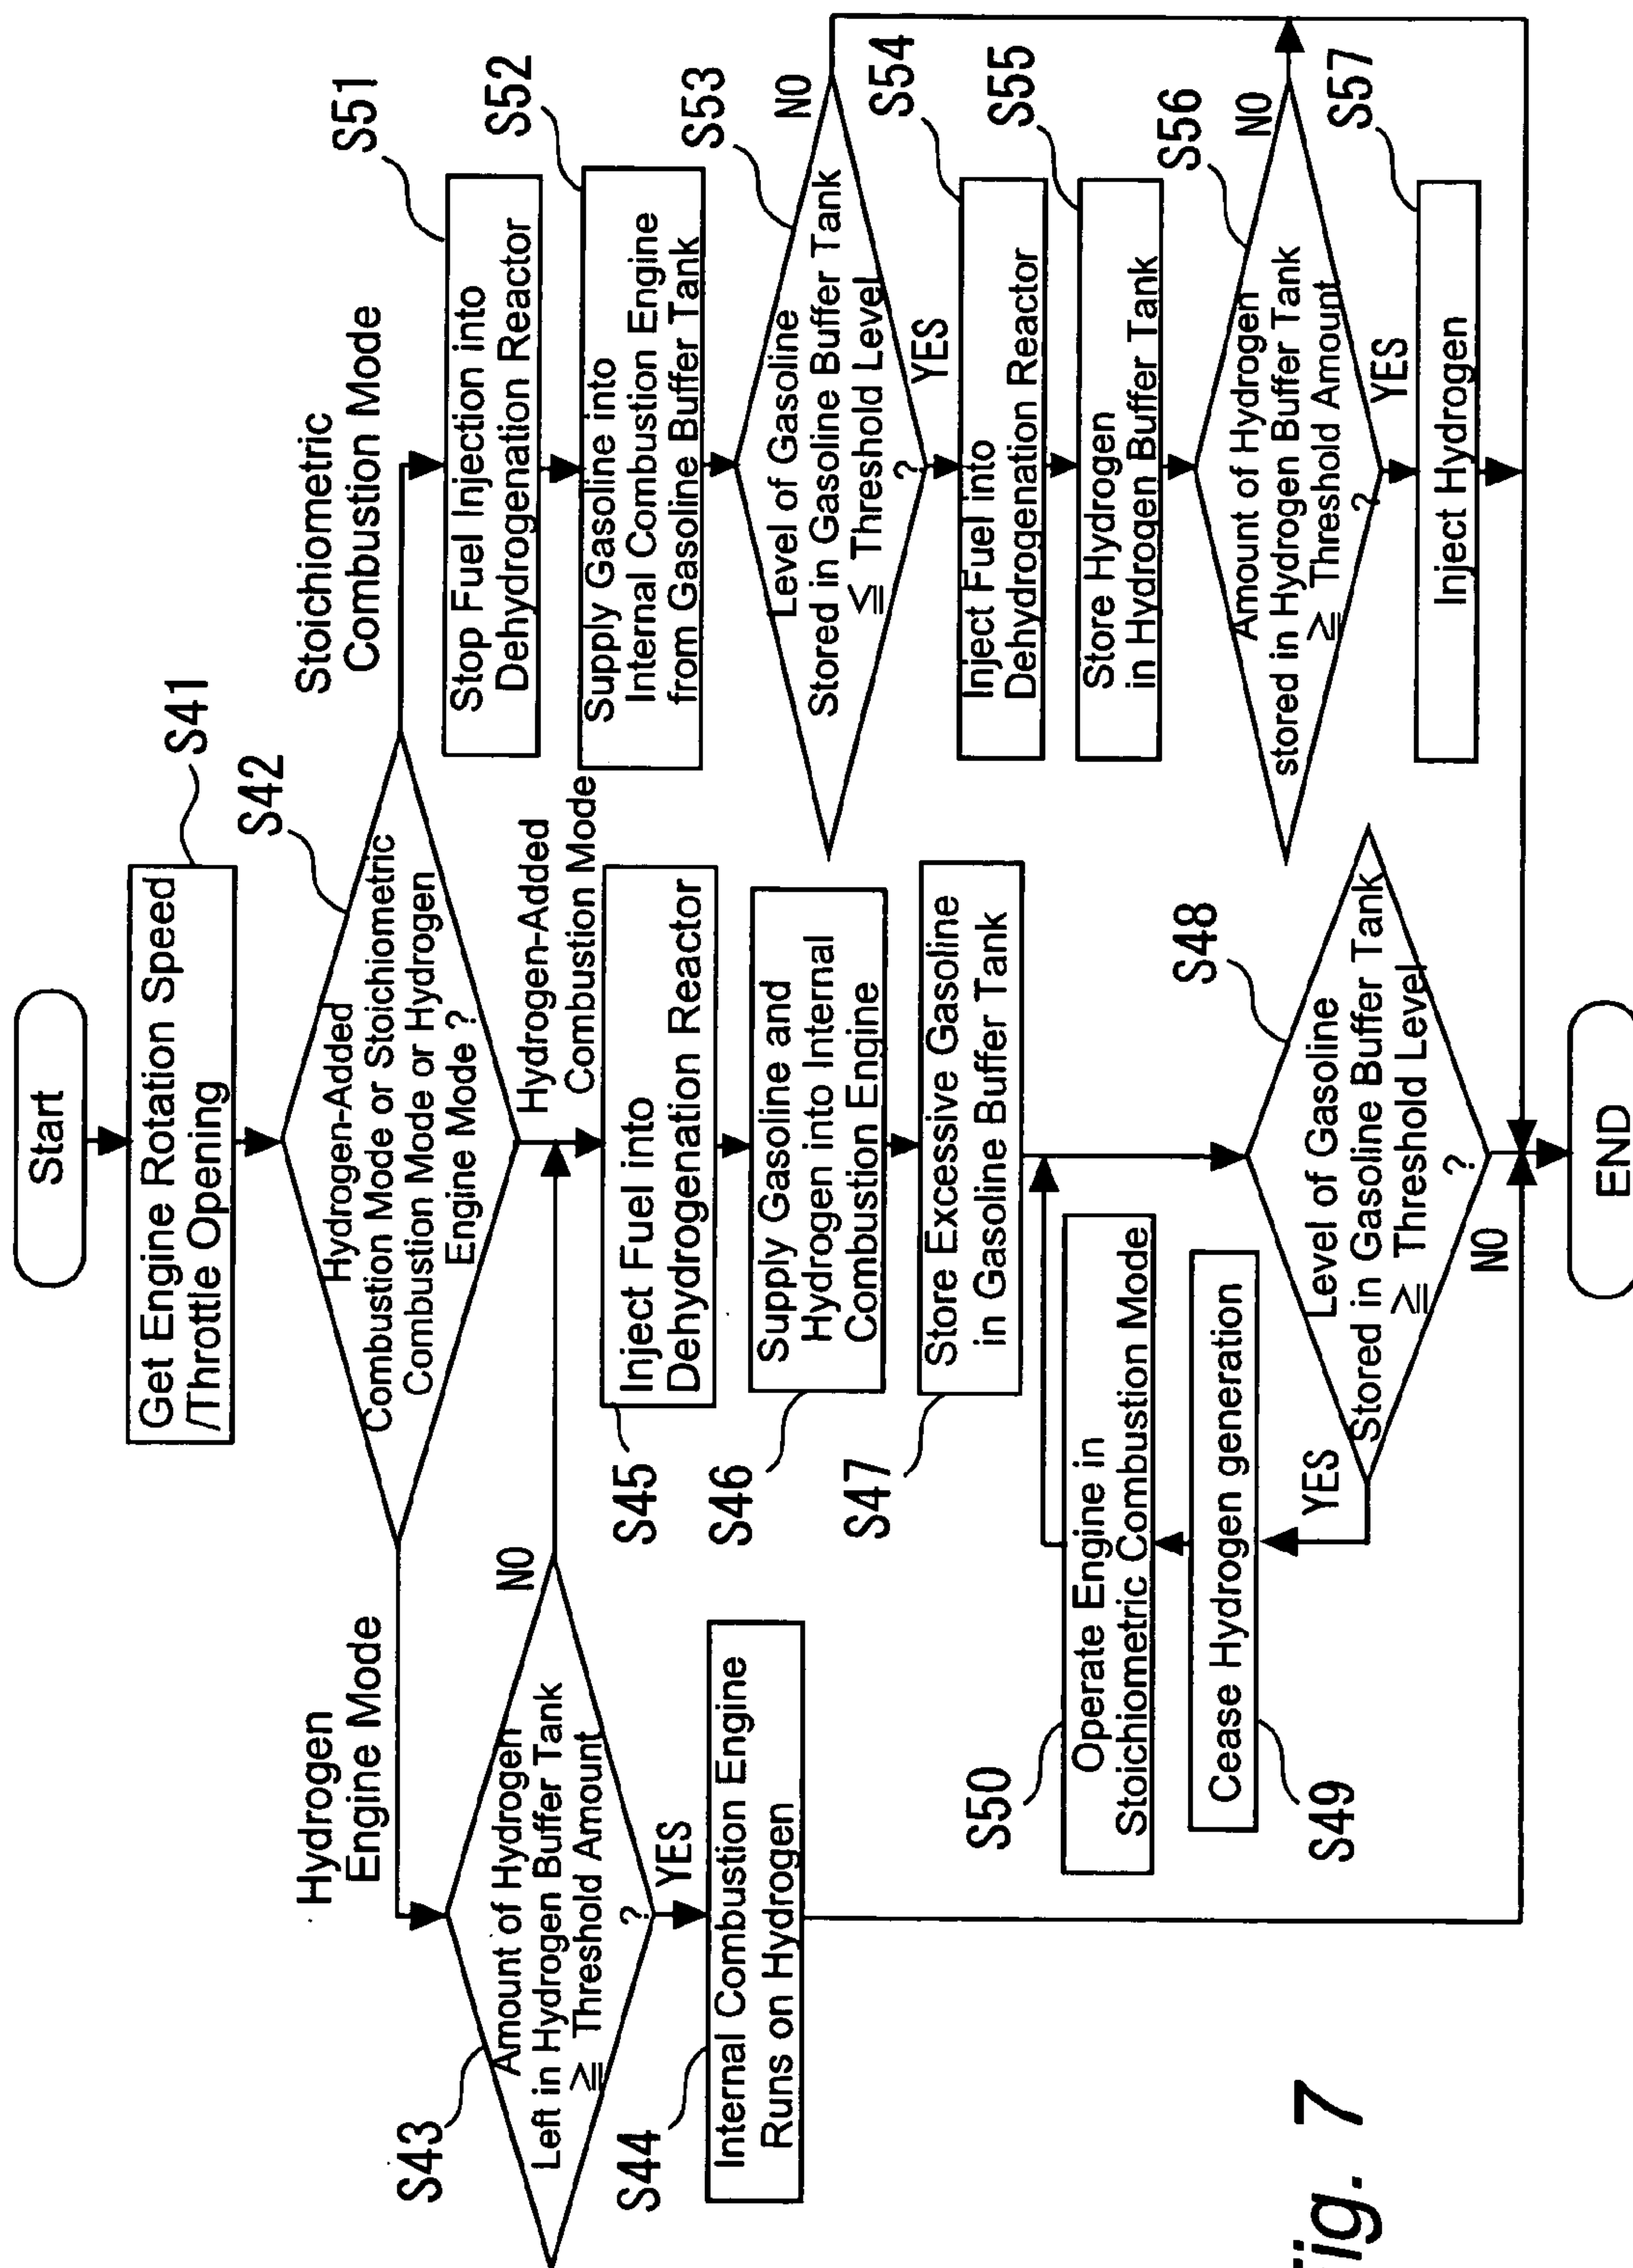 Start
Get Engine Rotation Speed
/Throttle Opening
S41
Hydrogen-Added
Combustion Mode or Stoichiometric
Combustion Mode or Hydrogen
Engine Mode ?
S42
Hydrogen
Engine Mode
Amount of Hydrogen
Left in Hydrogen Buffer Tank
≧ Threshold Amount
?
S43
NO
YES
Internal Combustion Engine
Runs on Hydrogen
S44
Hydrogen-Added
Combustion Mode
Inject Fuel into
Dehydrogenation Reactor
S45
Supply Gasoline and
Hydrogen into Internal
Combustion Engine
S46
Store Excessive Gasoline
in Gasoline Buffer Tank
S47
Level of Gasoline
Stored in Gasoline Buffer Tank
≧ Threshold Level
?
S48
YES
NO
Cease Hydrogen generation
S49
Operate Engine in
Stoichiometric Combustion Mode
S50
Stoichiometric
Combustion Mode
Stop Fuel Injection into
Dehydrogenation Reactor
S51
Supply Gasoline into
Internal Combustion Engine
from Gasoline Buffer Tank
S52
Level of Gasoline
Stored in Gasoline Buffer Tank
≦ Threshold Level
?
S53
NO
YES
Inject Fuel into
Dehydrogenation Reactor
S54
Store Hydrogen
in Hydrogen Buffer Tank
S55
Amount of Hydrogen
stored in Hydrogen Buffer Tank
≧ Threshold Amount
?
S56
NO
YES
Inject Hydrogen
S57
END
Fig. 7